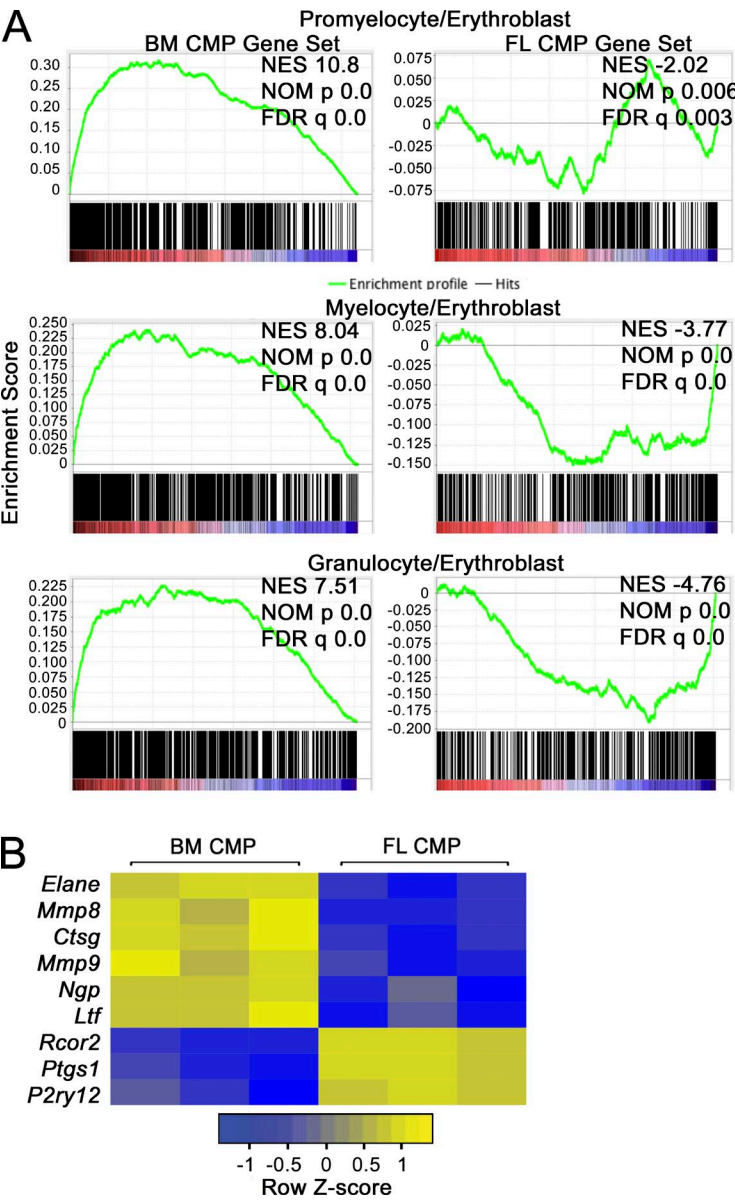 A
Promyelocyte/Erythroblast
BM CMP Gene Set
FL CMP Gene Set
NES 10.8
NOM p 0.0
FDR q 0.0
0.30
0.25
0.20
0.15
0.10
0.05
0
NES -2.02
NOM p 0.006
FDR q 0.003
0.075
0.050
0.025
0
-0.025
-0.050
-0.075
Enrichment profile
Hits
Enrichment Score
Myelocyte/Erythroblast
NES 8.04
NOM p 0.0
FDR q 0.0
0.250
0.225
0.200
0.175
0.150
0.125
0.100
0.075
0.050
0.025
0
NES -3.77
NOM p 0.0
FDR q 0.0
0.025
0
-0.025
-0.050
-0.075
-0.100
-0.125
-0.150
Granulocyte/Erythroblast
NES 7.51
NOM p 0.0
FDR q 0.0
0.225
0.200
0.175
0.150
0.125
0.100
0.075
0.050
0.025
0
NES -4.76
NOM p 0.0
FDR q 0.0
0
-0.025
-0.050
-0.075
-0.100
-0.125
-0.150
-0.175
-0.200
B
BM CMP
FL CMP
Elane
Mmp8
Ctsg
Mmp9
Ngp
Ltf
Rcor2
Ptgs1
P2ry12
-1 -0.5 0 0.5 1
Row Z-score